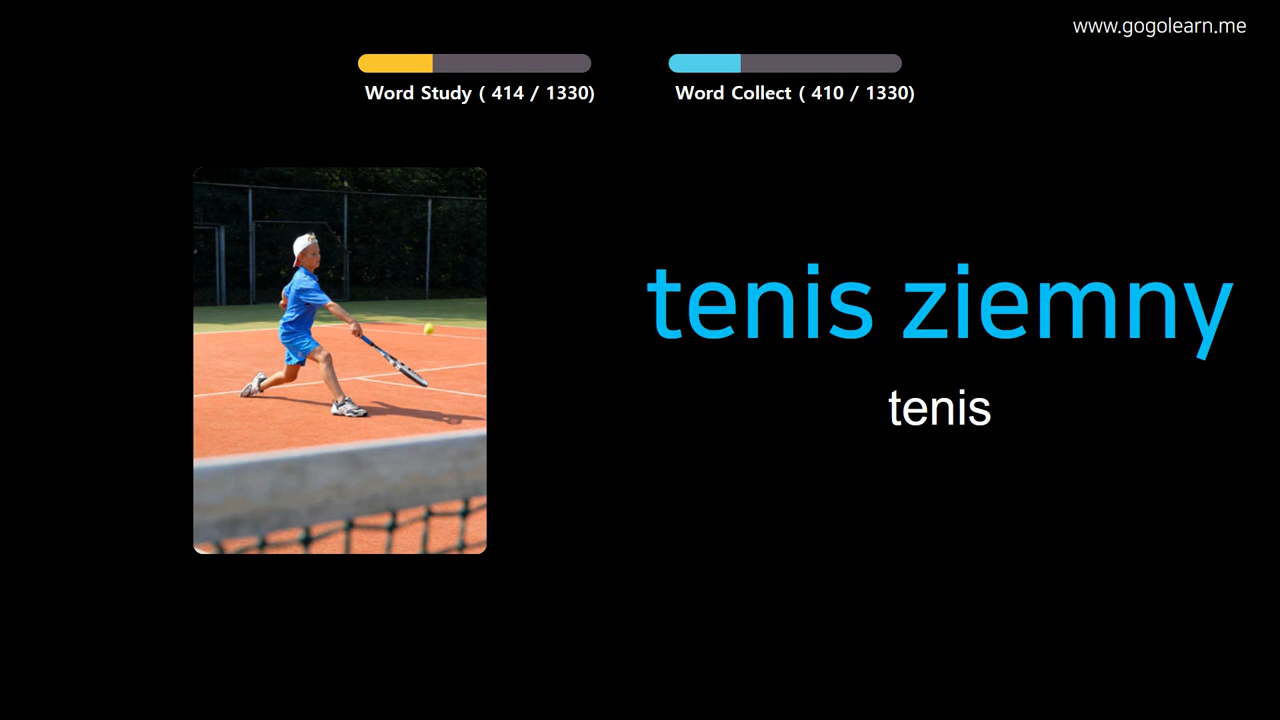 www.gogolearn.me
Word Study ( 414 / 1330)
Word Collect ( 410 / 1330)
tenis ziemny
tenis